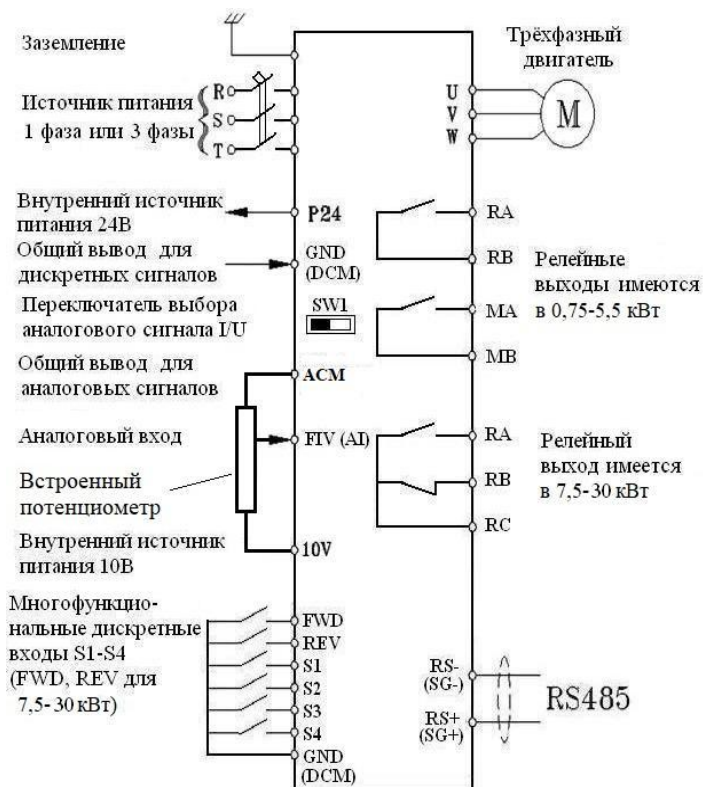 Заземление
Источник питания
1 фаза или 3 фазы
R
S
T
Внутренний источник
питания 24В
Общий вывод для
дискретных сигналов
Переключатель выбора
аналогового сигнала I/U
Общий вывод для
аналоговых сигналов
Аналоговый вход
Встроенный
потенциометр
Внутренний источник
питания 10В
Многофункцио-
нальные дискретные
входы S1-S4
(FWD, REV для
7,5-30 кВт)
P24
GND
(DCM)
SW1
ACM
FIV (AI)
10V
FWD
REV
S1
S2
S3
S4
GND
(DCM)
Трёхфазный
двигатель
U
V
W
M
RA
RB
MA
MB
Релейные
выходы имеются
в 0,75-5,5 кВт
RA
RB
RC
Релейный
выход имеется
в 7,5-30 кВт
RS-
(SG-)
RS+
(SG+)
RS485